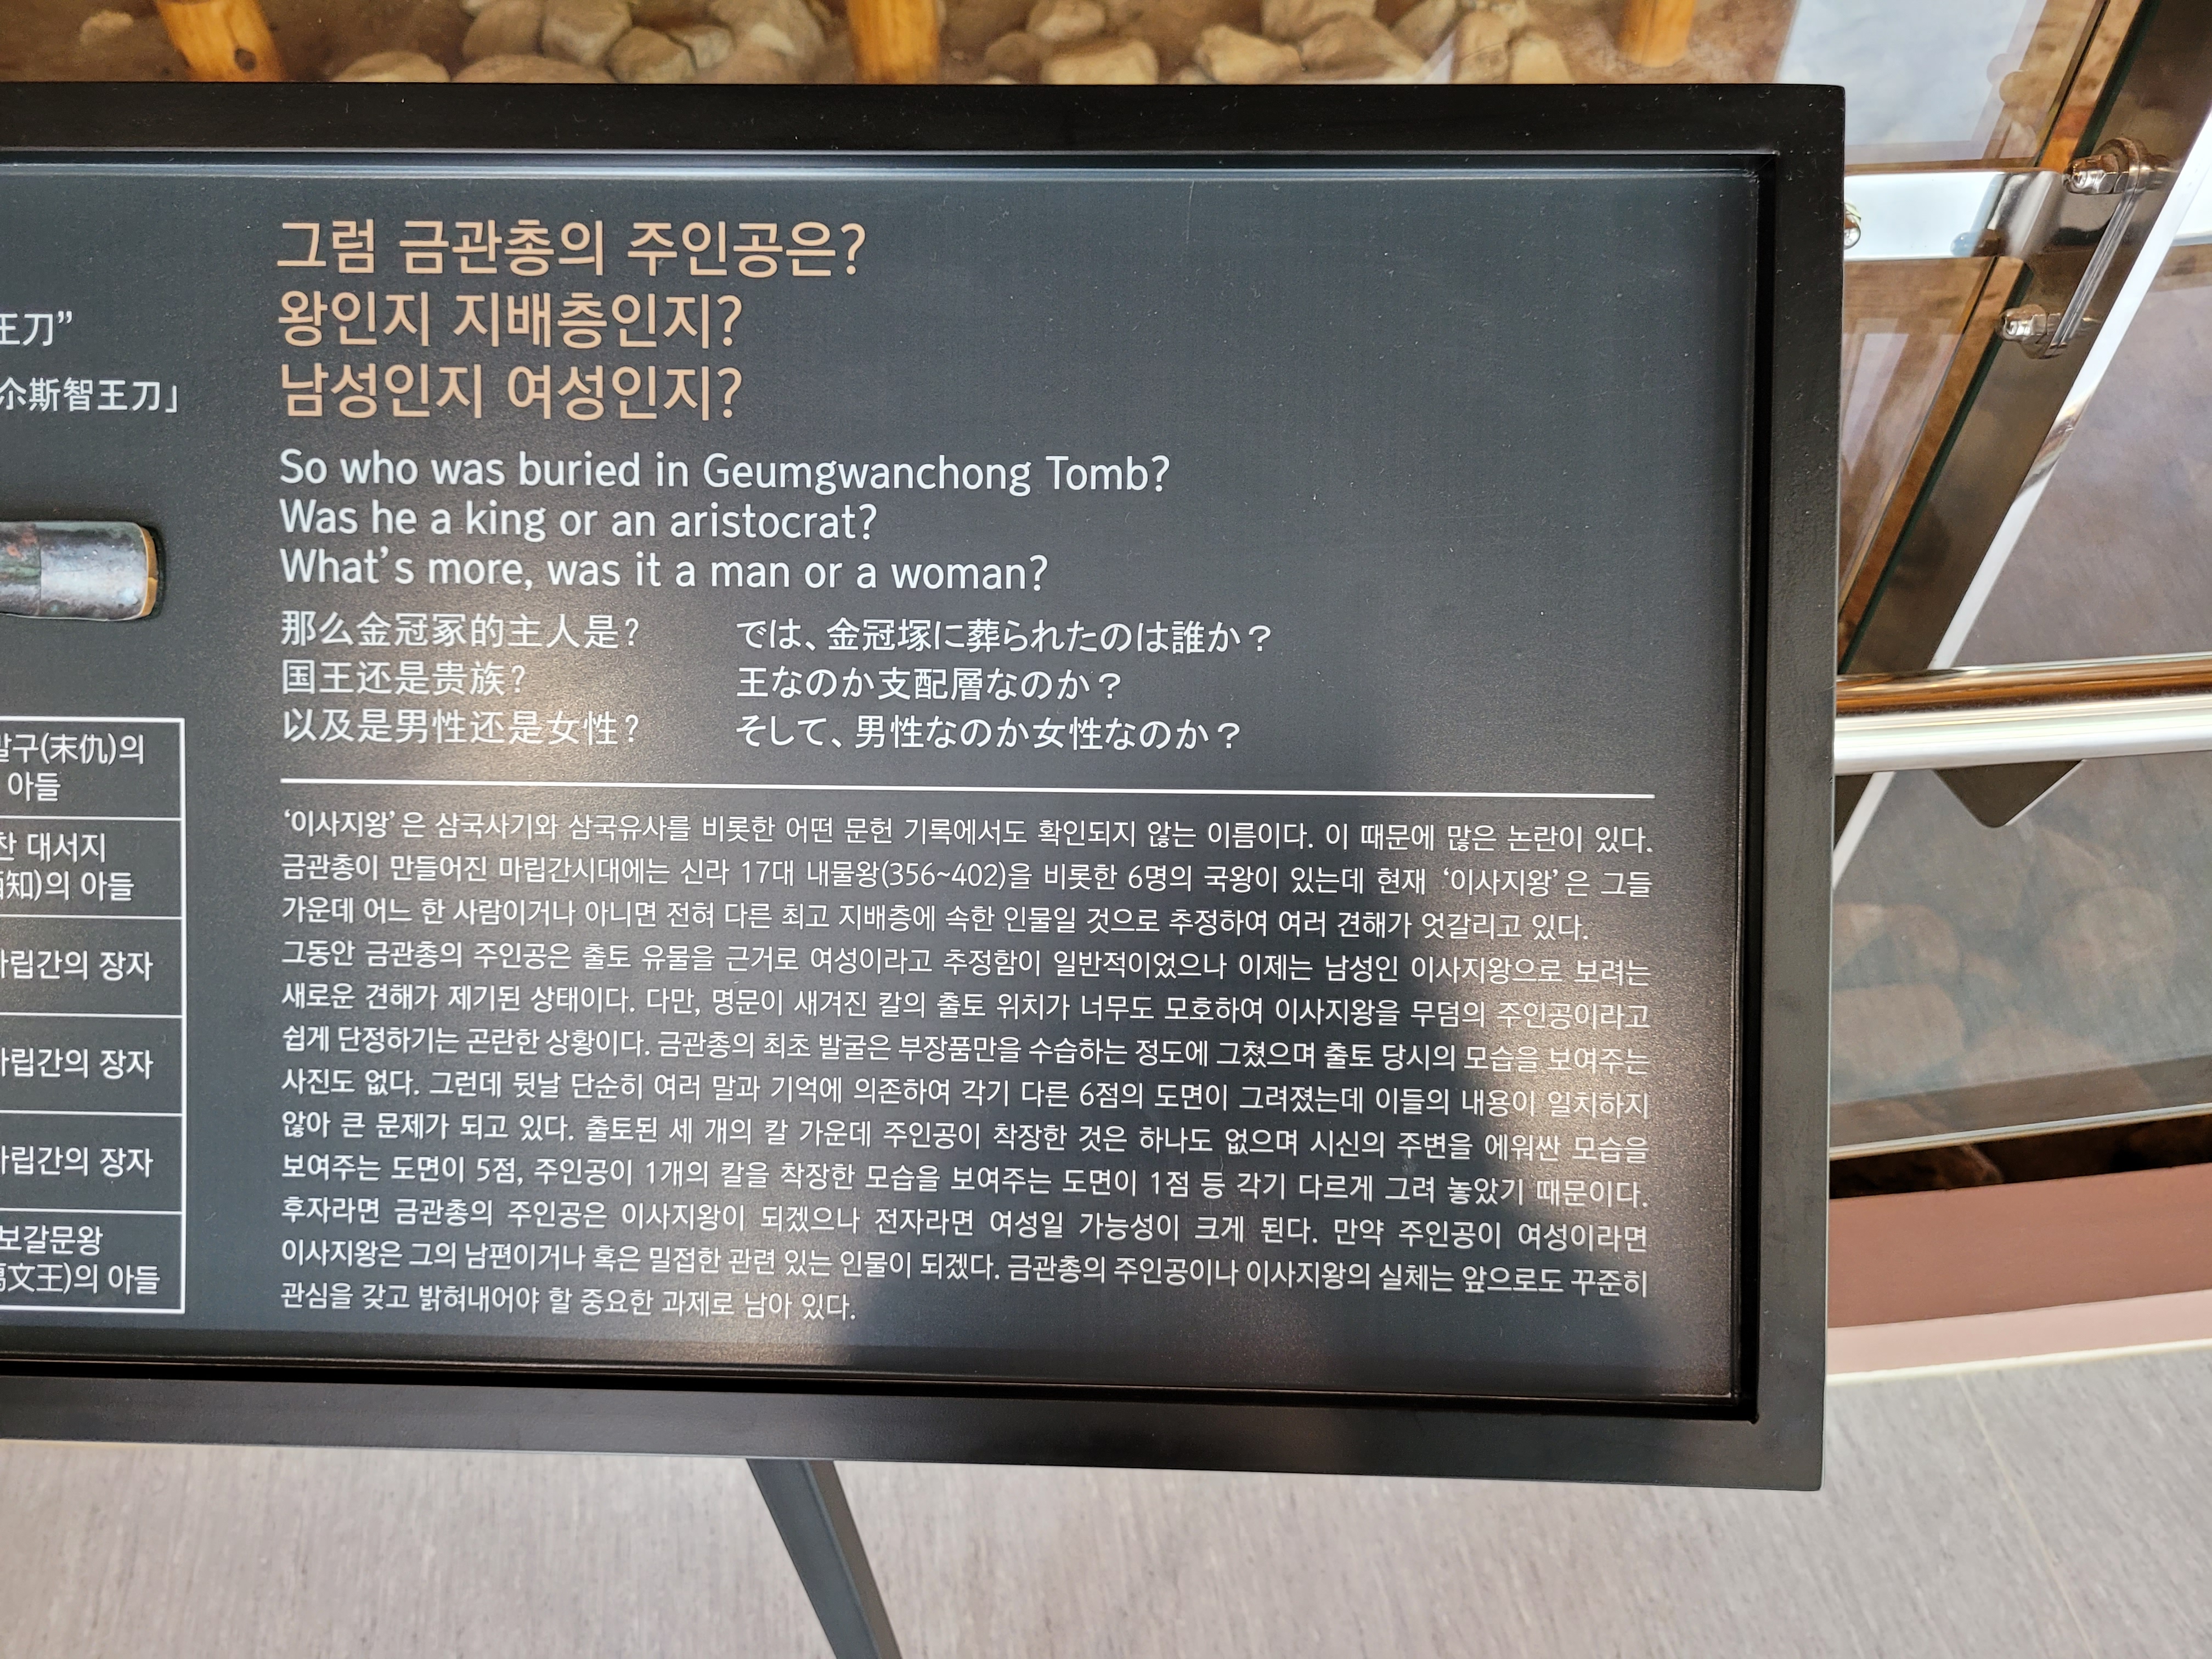 王刀”
斯智王刀」
말구(末仇)의
아들
찬 대서지
知)의 아들
마립간의 장자
마립간의 장자
마립간의 장자
보갈문왕
文王)의 아들
그럼 금관총의 주인공은?
왕인지 지배층인지?
남성인지 여성인지?
So who was buried in Geumgwanchong Tomb?
Was he a king or an aristocrat?
What’s more, was it a man or a woman?
那么金冠冢的主人是?
国王还是贵族?
以及是男性还是女性?
では、金冠塚に葬られたのは誰か?
王なのか支配層なのか?
そして、男性なのか女性なのか?
‘이사지왕’은 삼국사기와 삼국유사를 비롯한 어떤 문헌 기록에서도 확인되지 않는 이름이다. 이 때문에 많은 논란이 있다.
금관총이 만들어진 마립간시대에는 신라 17대 내물왕(356~402)을 비롯한 6명의 국왕이 있는데 현재 ‘이사지왕’은 그들
가운데 어느 한 사람이거나 아니면 전혀 다른 최고 지배층에 속한 인물일 것으로 추정하여 여러 견해가 엇갈리고 있다.
그동안 금관총의 주인공은 출토 유물을 근거로 여성이라고 추정함이 일반적이었으나 이제는 남성인 이사지왕으로 보려는
새로운 견해가 제기된 상태이다. 다만, 명문이 새겨진 칼의 출토 위치가 너무도 모호하여 이사지왕을 무덤의 주인공이라고
쉽게 단정하기는 곤란한 상황이다. 금관총의 최초 발굴은 부장품만을 수습하는 정도에 그쳤으며 출토 당시의 모습을 보여주는
사진도 없다. 그런데 뒷날 단순히 여러 말과 기억에 의존하여 각기 다른 6점의 도면이 그려졌는데 이들의 내용이 일치하지
않아 큰 문제가 되고 있다. 출토된 세 개의 칼 가운데 주인공이 착장한 것은 하나도 없으며 시신의 주변을 에워싼 모습을
보여주는 도면이 5점, 주인공이 1개의 칼을 착장한 모습을 보여주는 도면이 1점 등 각기 다르게 그려 놓았기 때문이다.
후자라면 금관총의 주인공은 이사지왕이 되겠으나 전자라면 여성일 가능성이 크게 된다. 만약 주인공이 여성이라면
이사지왕은 그의 남편이거나 혹은 밀접한 관련 있는 인물이 되겠다. 금관총의 주인공이나 이사지왕의 실체는 앞으로도 꾸준히
관심을 갖고 밝혀내어야 할 중요한 과제로 남아 있다.